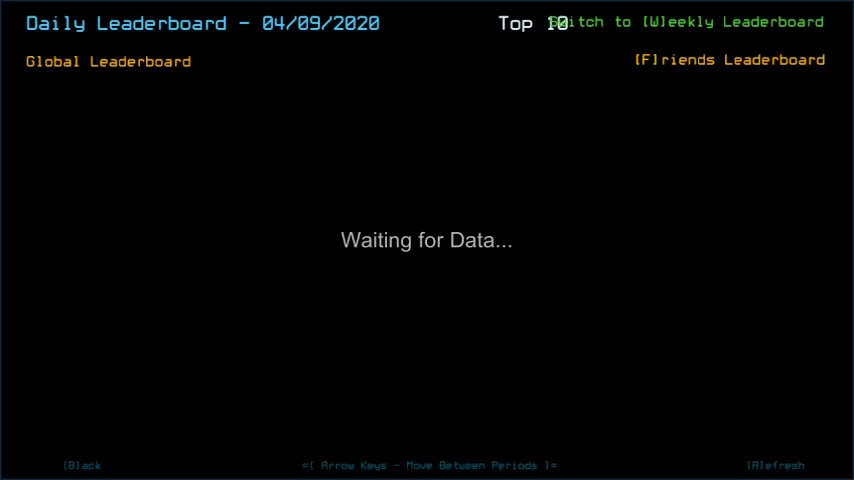 Daily Leaderboard - 04/09/2020 Top 10 Switch to [W]eekly Leaderboard
Global Leaderboard [F]riends Leaderboard
Waiting for Data...
[B]ack =[ Arrow Keys - Move Between Periods ]= [R]efresh